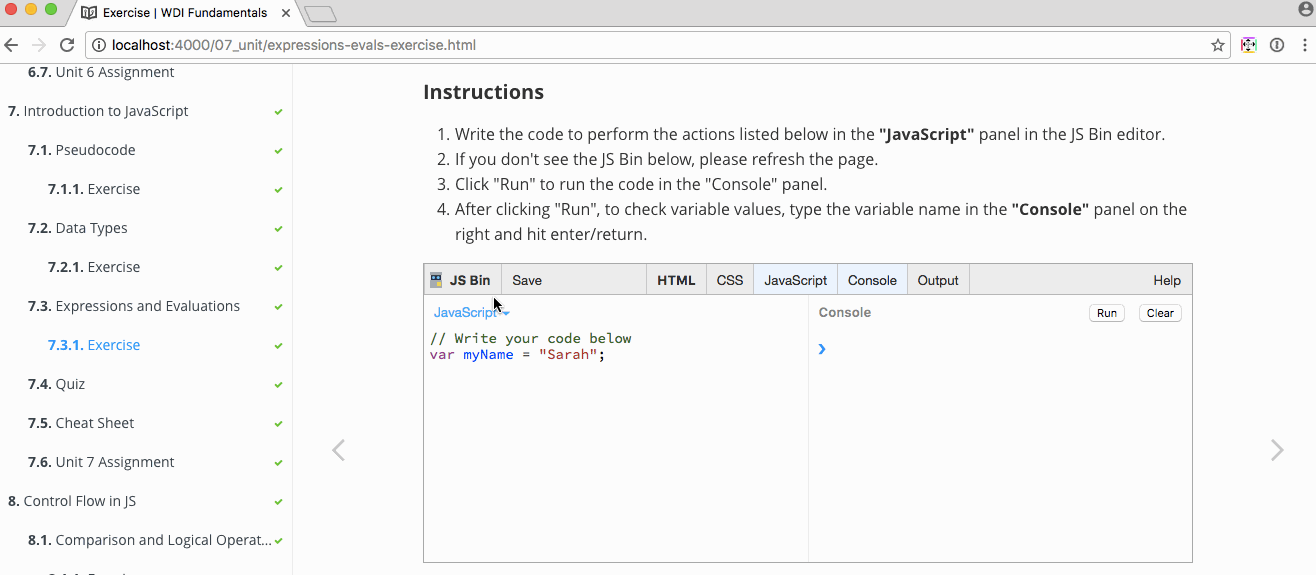 Exercise | WDI Fundamentals
localhost:4000/07_unit/expressions-evals-exercise.html
6.7. Unit 6 Assignment
7. Introduction to JavaScript
7.1. Pseudocode
7.1.1. Exercise
7.2. Data Types
7.2.1. Exercise
7.3. Expressions and Evaluations
7.3.1. Exercise
7.4. Quiz
7.5. Cheat Sheet
7.6. Unit 7 Assignment
8. Control Flow in JS
8.1. Comparison and Logical Operat...
Instructions
1. Write the code to perform the actions listed below in the "JavaScript" panel in the JS Bin editor.
2. If you don't see the JS Bin below, please refresh the page.
3. Click "Run" to run the code in the "Console" panel.
4. After clicking "Run", to check variable values, type the variable name in the "Console" panel on the
right and hit enter/return.
JS Bin Save HTML CSS JavaScript Console Output Help
JavaScript
// Write your code below
var myName = "Sarah";
Console Run Clear